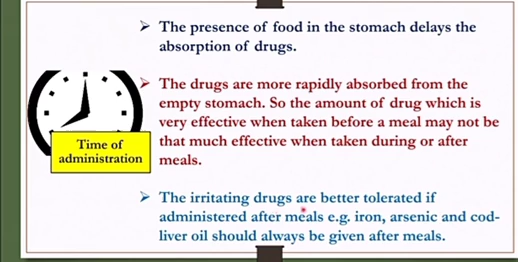 The presence of food in the stomach delays the
absorption of drugs.
The drugs are more rapidly absorbed from the
empty stomach. So the amount of drug which is
very effective when taken before a meal may not be
that much effective when taken during or after
meals.
Time of
administration
The irritating drugs are better tolerated if
administered after meals e.g. iron, arsenic and cod-
liver oil should always be given after meals.